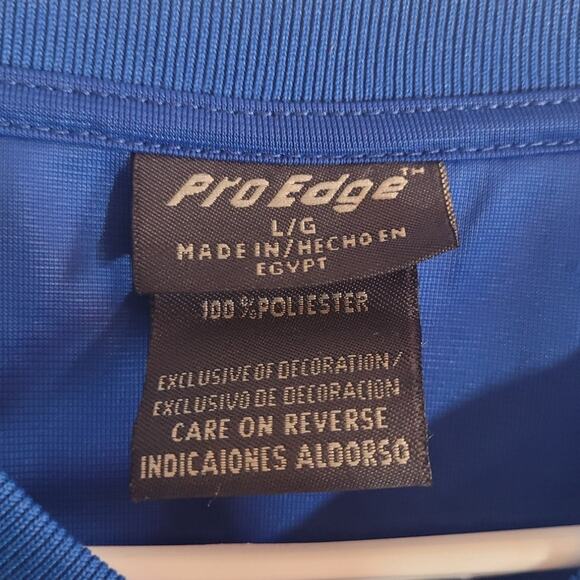 Pro Edge™
L/G
MADE IN/HECHO EN
EGYPT
100%POLIESTER
EXCLUSIVE OF DECORATION/
EXCLUSIVO DE DECORACION
CARE ON REVERSE
INDICAIONES ALDORSO